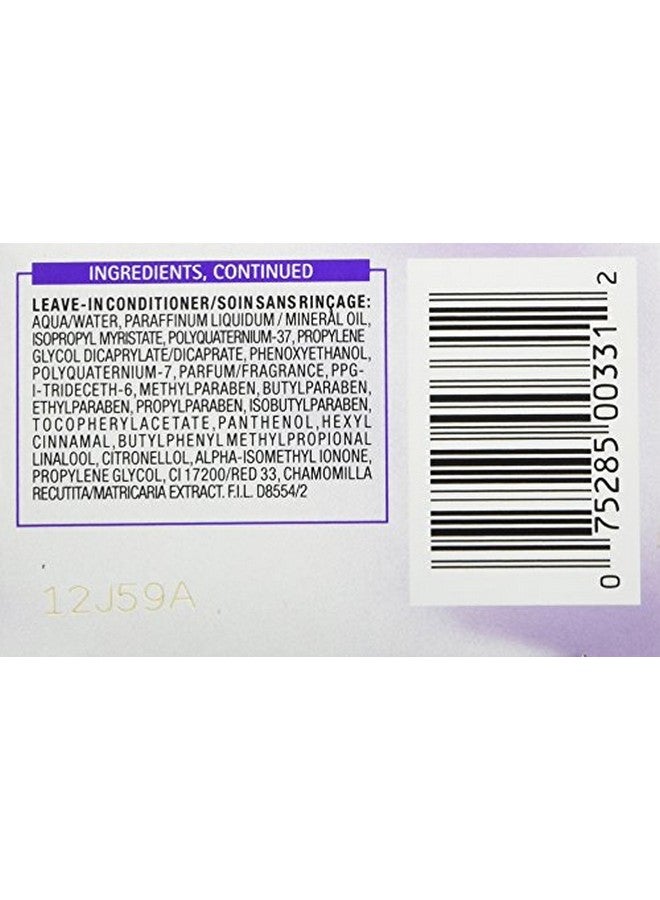 INGREDIENTS, CONTINUED
LEAVE-IN CONDITIONER/SOIN SANS RINÇAGE:
AQUA/WATER, PARAFFINUM LIQUIDUM / MINERAL OIL,
ISOPROPYL MYRISTATE, POLYQUATERNIUM-37, PROPYLENE
GLYCOL DICAPRYLATE/DICAPRATE, PHENOXYETHANOL,
POLYQUATERNIUM-7, PARFUM/FRAGRANCE, PPG-
I-TRIDECETH-6, METHYLPARABEN, BUTYLPARABEN,
ETHYLPARABEN, PROPYLPARABEN, ISOBUTYLPARABEN,
TOCOPHERYL ACETATE, PANTHENOL, HEXYL
CINNAMAL, BUTYLPHENYL METHYLPROPIONAL
LINALOOL, CITRONELLOL, ALPHA-ISOMETHYL IONONE,
PROPYLENE GLYCOL, CI 17200/RED 33, CHAMOMILLA
RECUTITA/MATRICARIA EXTRACT. F.I.L. D8554/2
12J59A
0 75285 00331 2